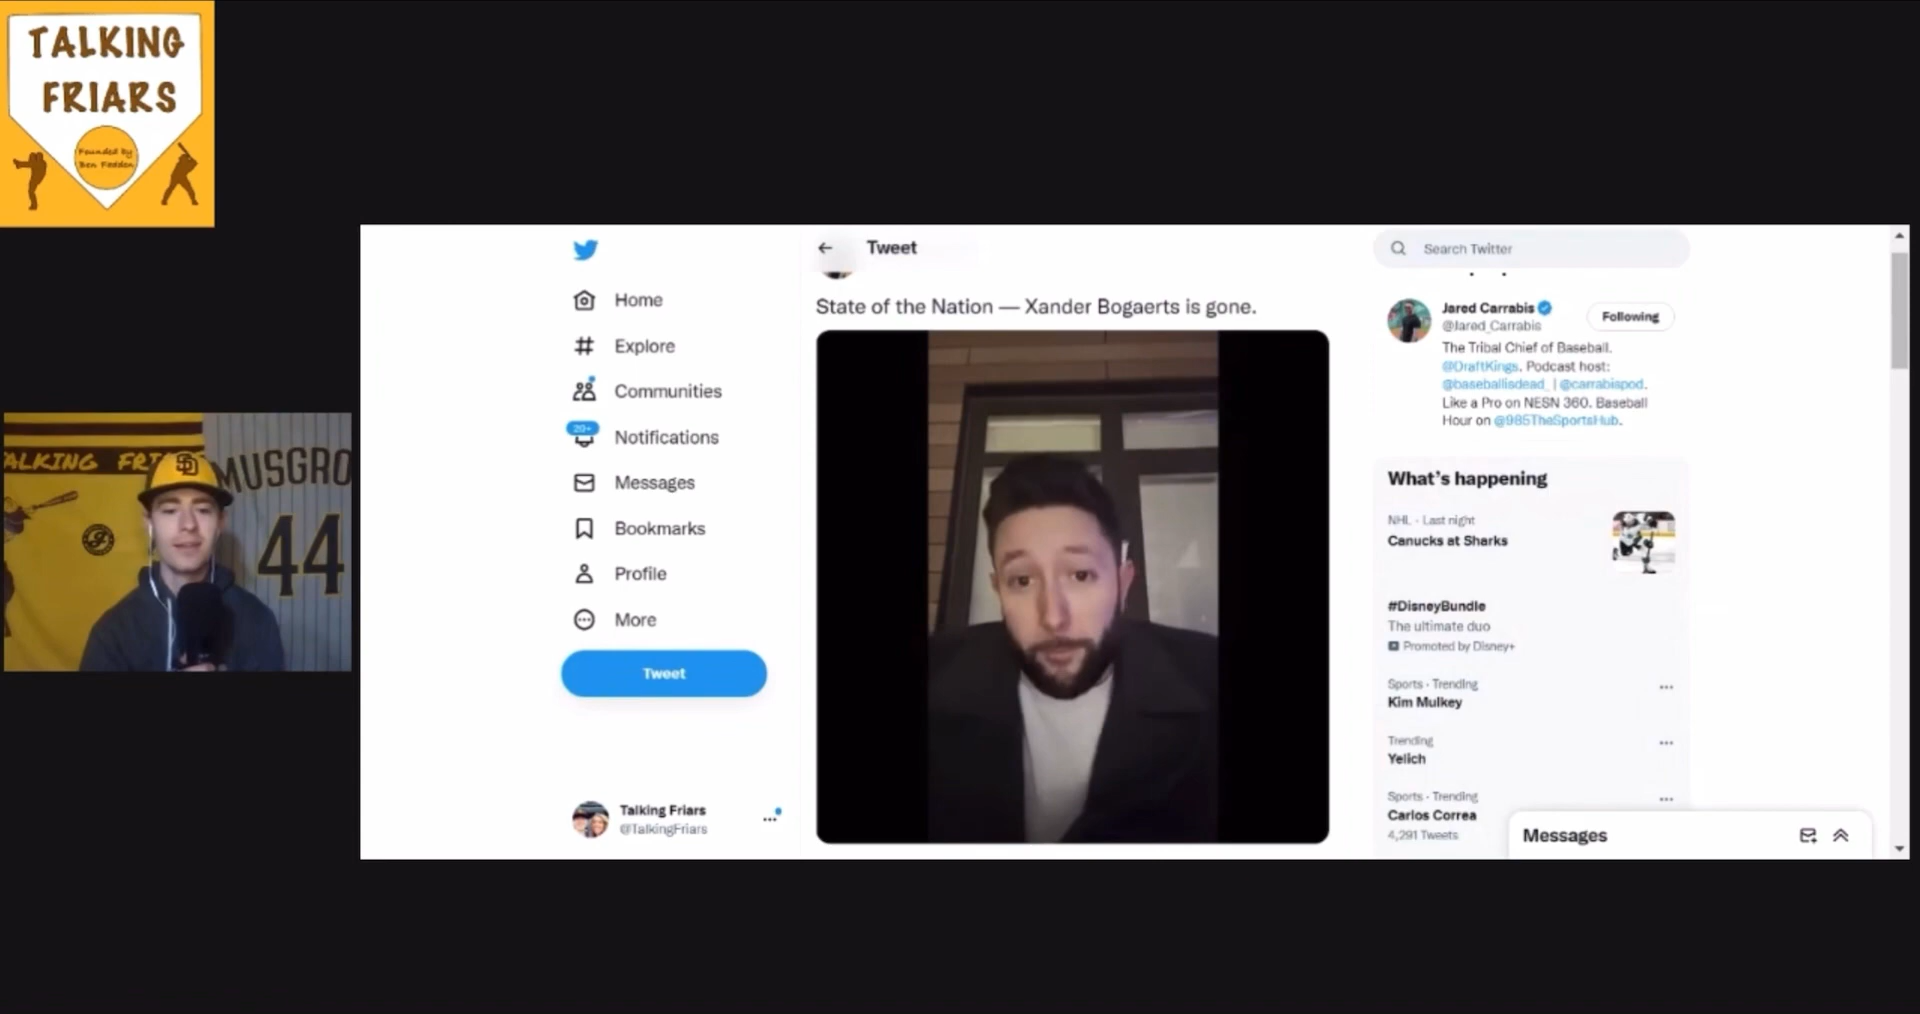 TALKING
FRIARS
Founded by
Ben Fadden
ALKING FRI
SD
MUSGRO
44
Home
Explore
Communities
20+
Notifications
Messages
Bookmarks
Profile
More
Tweet
Talking Friars
@TalkingFriars
Tweet
State of the Nation — Xander Bogaerts is gone.
Search Twitter
Jared Carrabis
@Jared_Carrabis
Following
The Tribal Chief of Baseball.
@DraftKings. Podcast host:
@baseballisdead_ | @carrabispod.
Like a Pro on NESN 360. Baseball
Hour on @985TheSportsHub.
What's happening
NHL · Last night
Canucks at Sharks
#DisneyBundle
The ultimate duo
Promoted by Disney+
Sports · Trending
Kim Mulkey
Trending
Yelich
Sports · Trending
Carlos Correa
4,291 Tweets
Messages